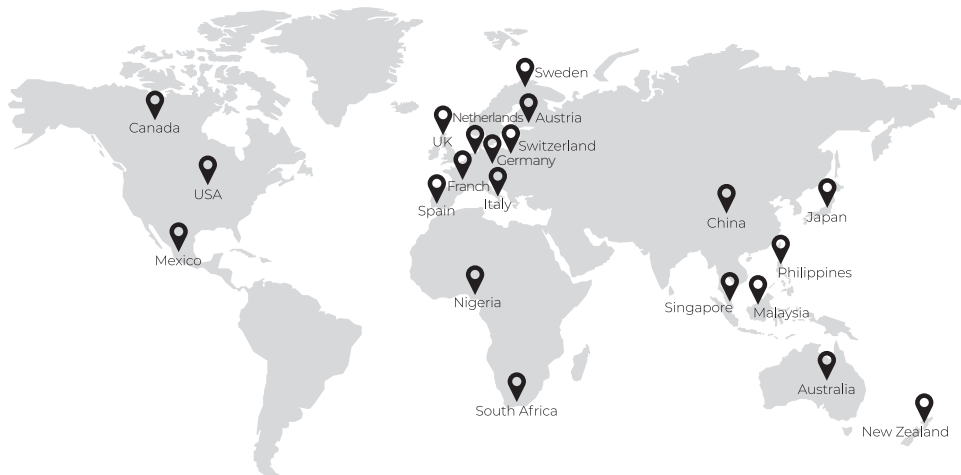 Sweden
Netherlands
Austria
Canada
UK
Switzerland
Germany
Franch
USA
Italy
Spain
China
Japan
Mexico
Philippines
Nigeria
Singapore
Malaysia
Australia
South Africa
New Zealand